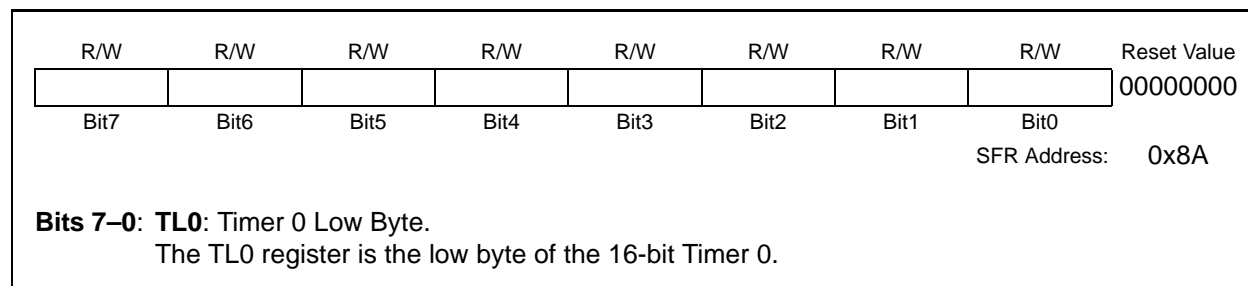 R/W R/W R/W R/W R/W R/W R/W R/W Reset Value
00000000
Bit7 Bit6 Bit5 Bit4 Bit3 Bit2 Bit1 Bit0
SFR Address: 0x8A
Bits 7–0: TL0: Timer 0 Low Byte.
The TL0 register is the low byte of the 16-bit Timer 0.